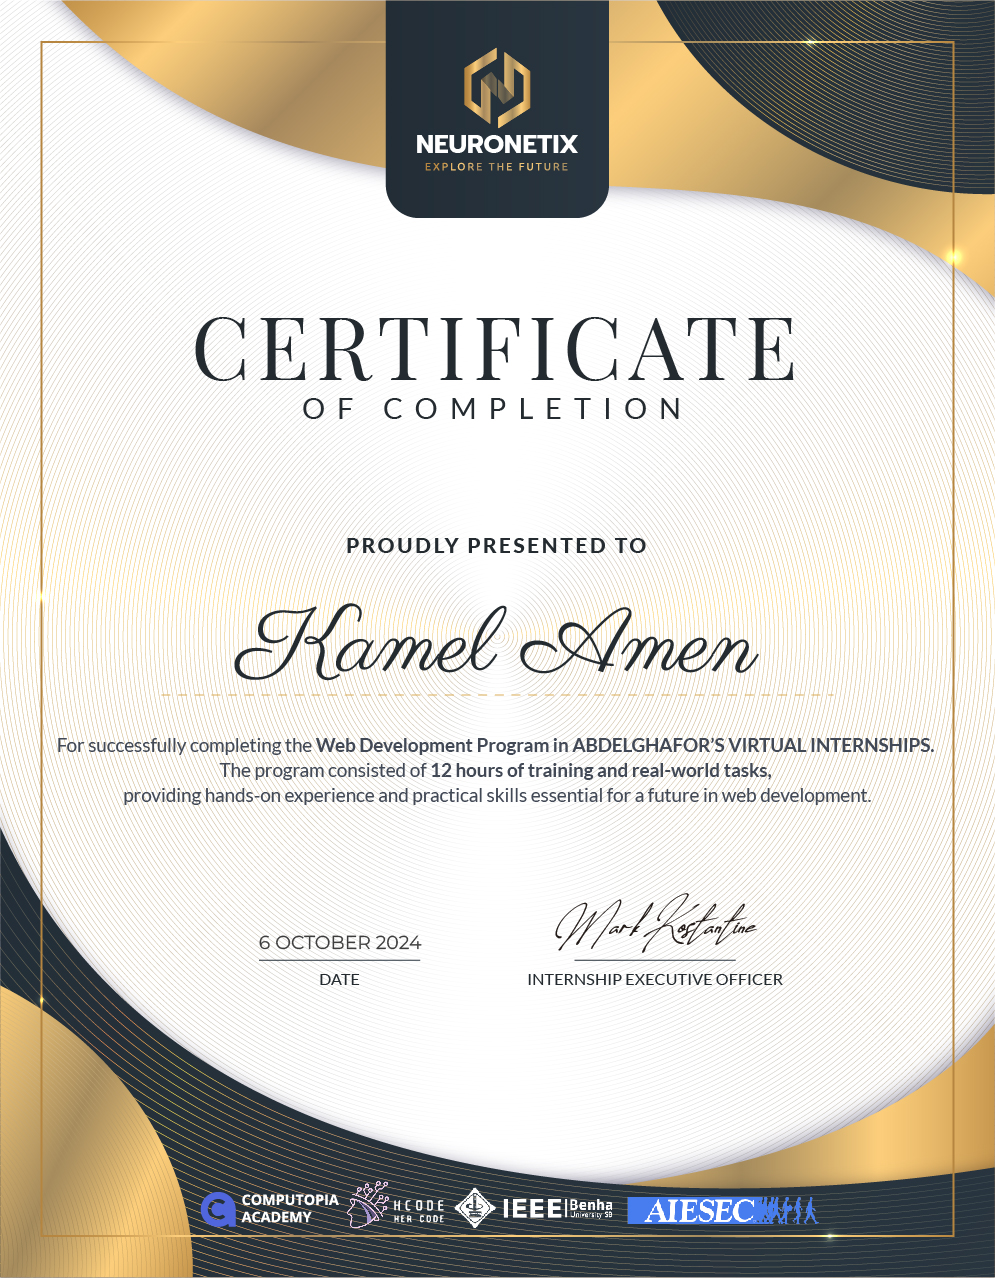 NEURONETIX
EXPLORE THE FUTURE
CERTIFICATE
OF COMPLETION
PROUDLY PRESENTED TO
Kamel Amen
For successfully completing the Web Development Program in ABDELGHAFOR'S VIRTUAL INTERNSHIPS.
The program consisted of 12 hours of training and real-world tasks,
providing hands-on experience and practical skills essential for a future in web development.
Mark Kostantine
6 OCTOBER 2024
DATE
INTERNSHIP EXECUTIVE OFFICER
COMPUTOPIA
ACADEMY
HCODE
HER CODE
IEEE
Benha
University SB
AIESEC